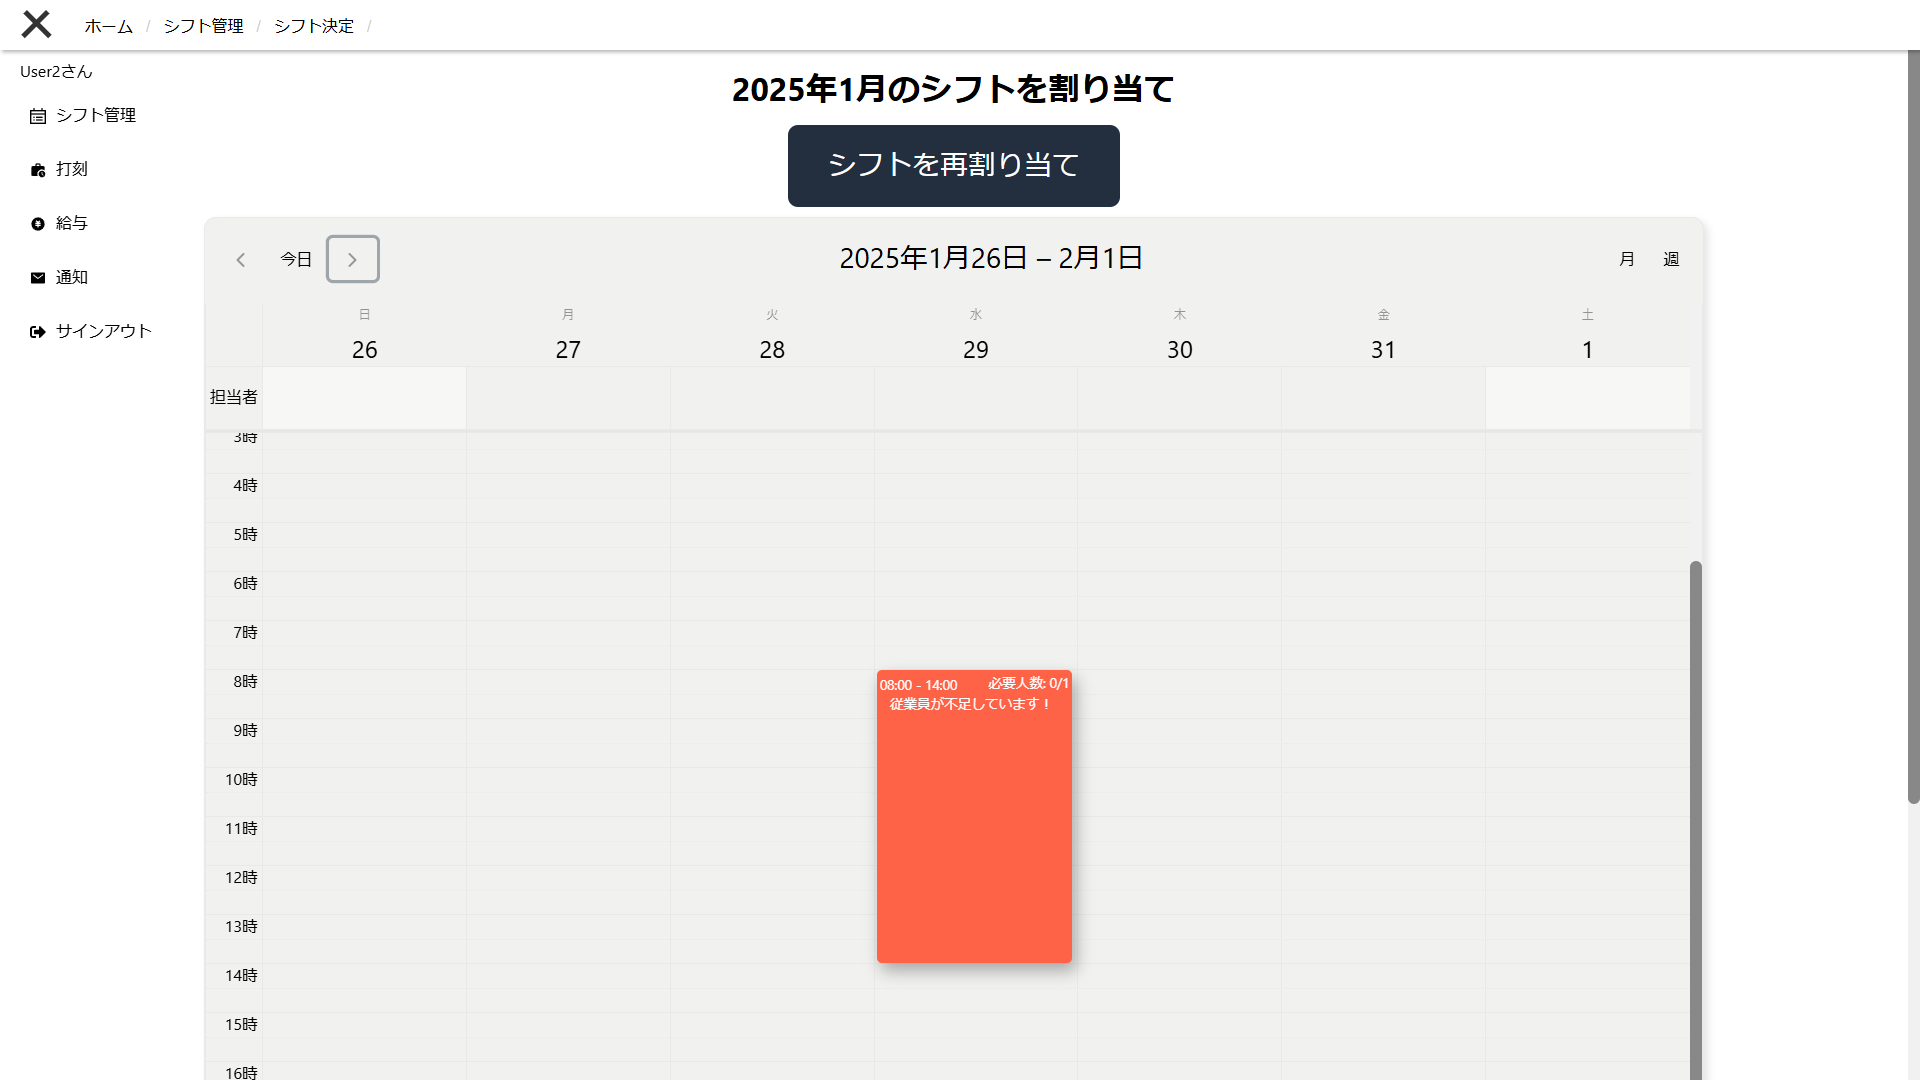 ホーム / シフト管理 / シフト決定 /
User2さん
シフト管理
打刻
給与
通知
サインアウト
2025年1月のシフトを割り当て
シフトを再割り当て
今日
2025年1月26日 – 2月1日
月 週
日 月 火 水 木 金 土
26 27 28 29 30 31 1
担当者
3時
4時
5時
6時
7時
8時
08:00 - 14:00 必要人数: 0/1
従業員が不足しています！
9時
10時
11時
12時
13時
14時
15時
16時